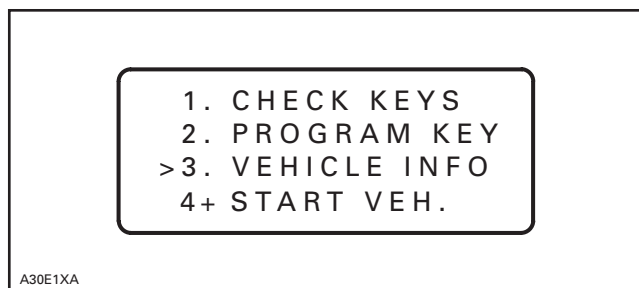 1. CHECK KEYS
2. PROGRAM KEY
>3. VEHICLE INFO
4+ START VEH.
A30E1XA